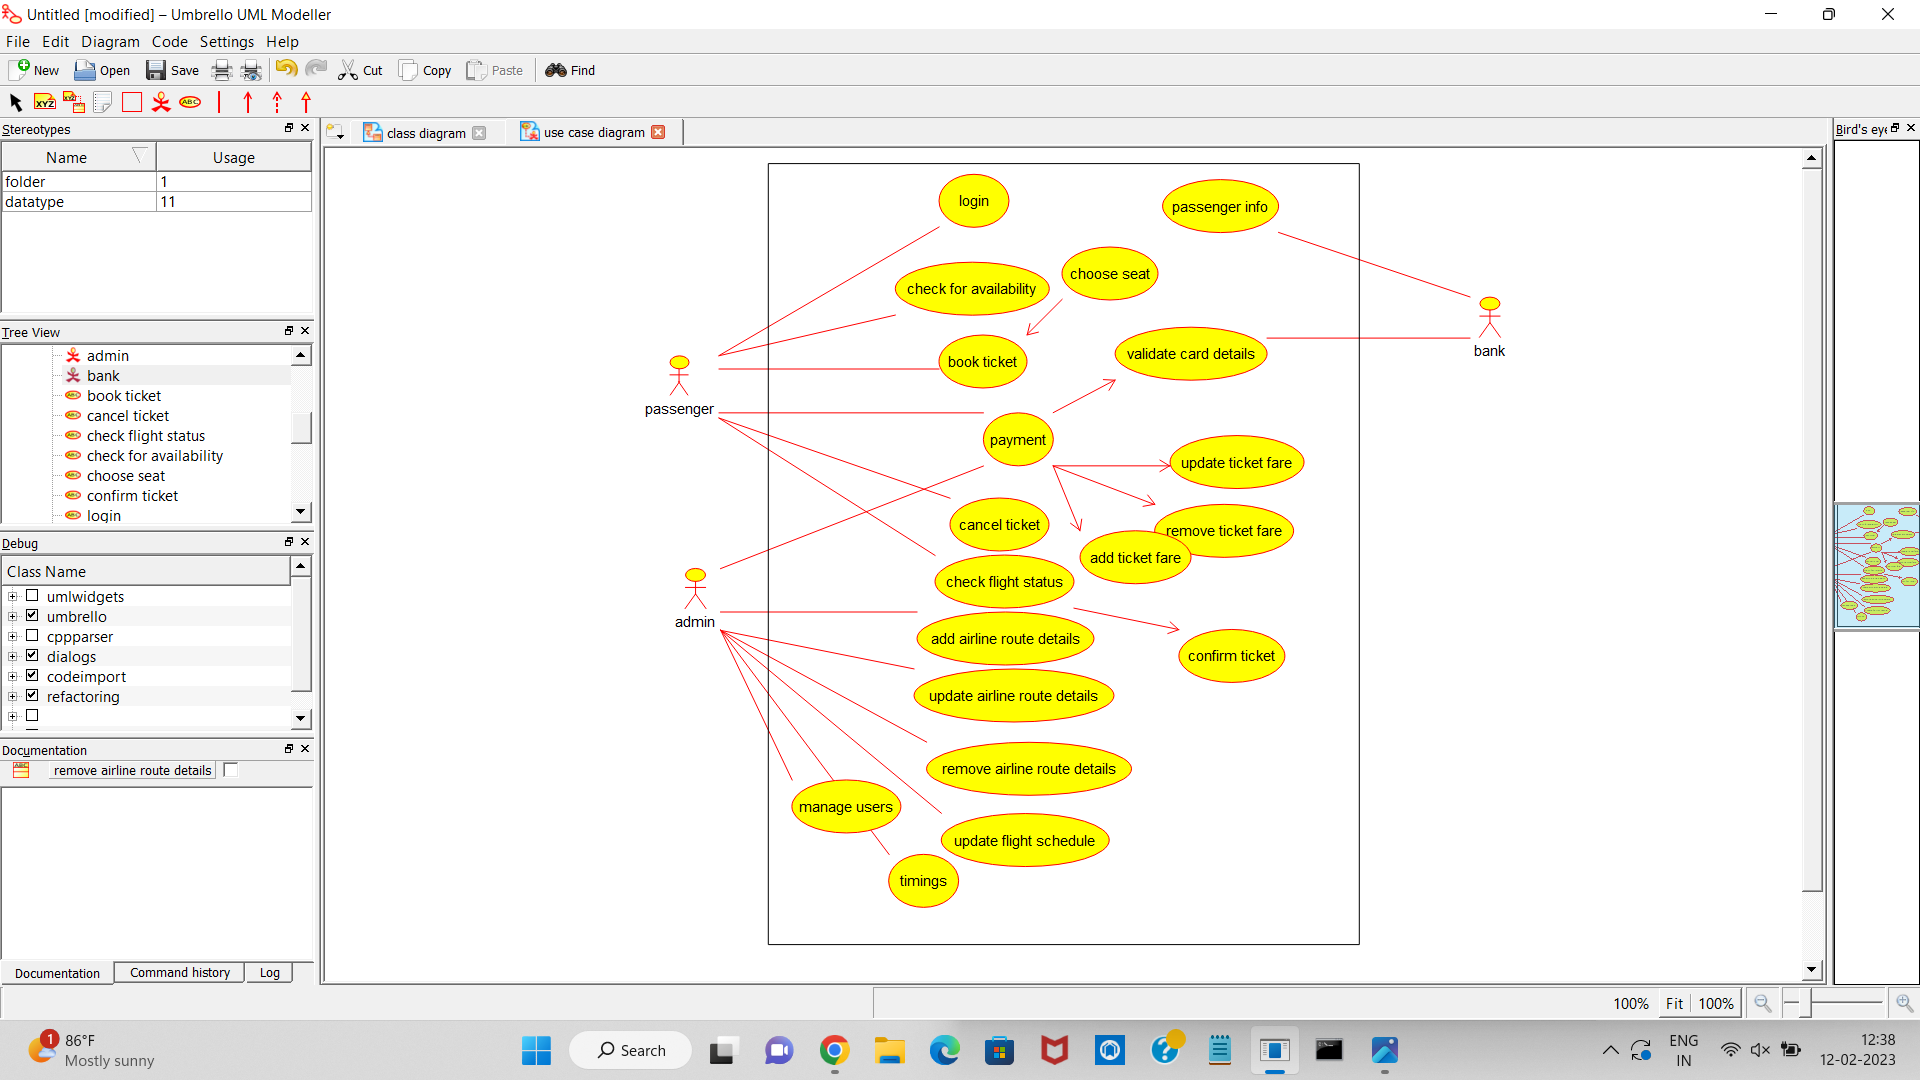 Untitled [modified] – Umbrello UML Modeller
File Edit Diagram Code Settings Help
New Open Save Cut Copy Paste Find
XYZ XYZ ABC
Stereotypes
Name Usage
folder 1
datatype 11
Tree View
admin
bank
book ticket
cancel ticket
check flight status
check for availability
choose seat
confirm ticket
login
Debug
Class Name
umlwidgets
umbrello
cppparser
dialogs
codeimport
refactoring
Documentation
remove airline route details
Documentation Command history Log
class diagram use case diagram
login
passenger info
choose seat
check for availability
book ticket
validate card details
bank
passenger
payment
update ticket fare
cancel ticket
remove ticket fare
add ticket fare
check flight status
admin
add airline route details
confirm ticket
update airline route details
remove airline route details
manage users
update flight schedule
timings
Bird's eye
100% Fit 100%
1
86°F
Mostly sunny
Search
ENG
IN
12:38
12-02-2023